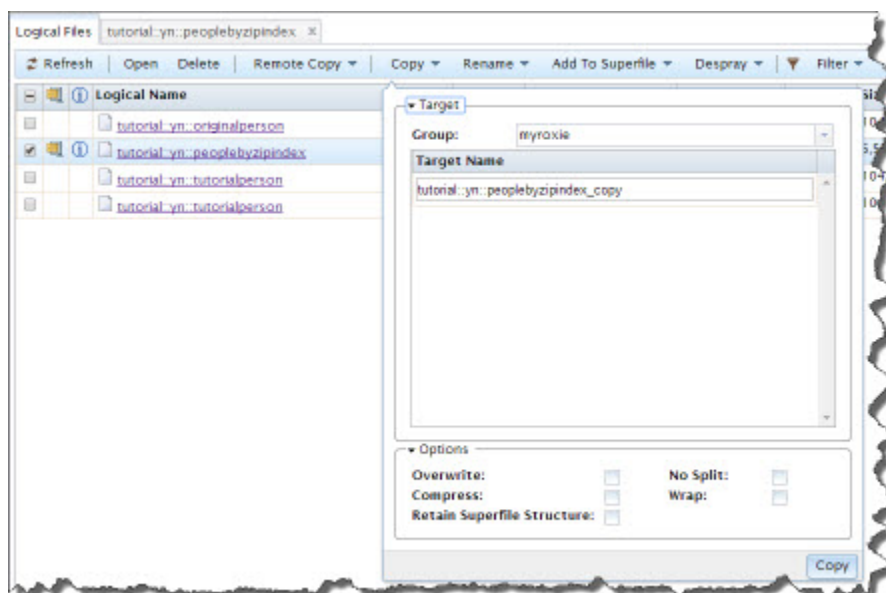 Logical Files tutorial::yn::peoplebyzipindex
Refresh Open Delete Remote Copy Copy Rename Add To Superfile Despray Filter
Logical Name
tutorial::yn::originalperson
tutorial::yn::peoplebyzipindex
tutorial::yn::tutorialperson
tutorial::yn::tutorialperson
Target
Group: myroxie
Target Name
tutorial::yn::peoplebyzipindex_copy
Options
Overwrite: No Split:
Compress: Wrap:
Retain Superfile Structure:
Copy